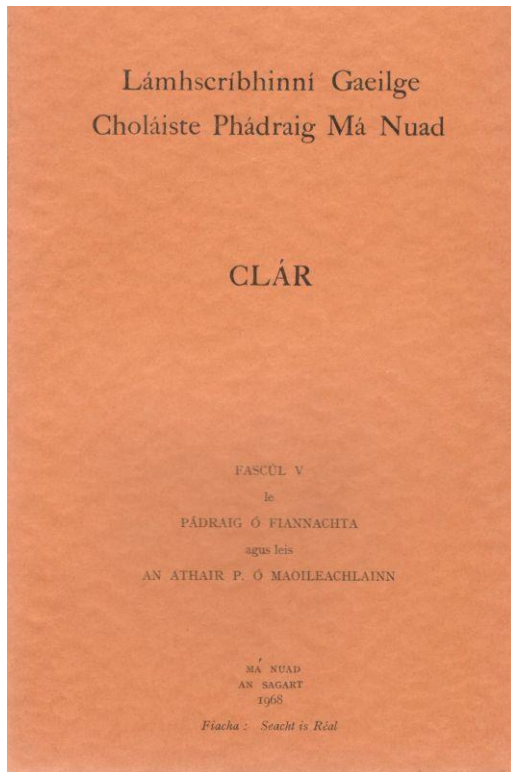 Lámhscríbhinní Gaeilge
Choláiste Phádraig Má Nuad
CLÁR
FASCÚL V
le
PÁDRAIG Ó FIANNACHTA
agus leis
AN ATHAIR P. Ó MAOILEACHLAINN
MÁ NUAD
AN SAGART
1968
Fiacha : Seacht is Réal